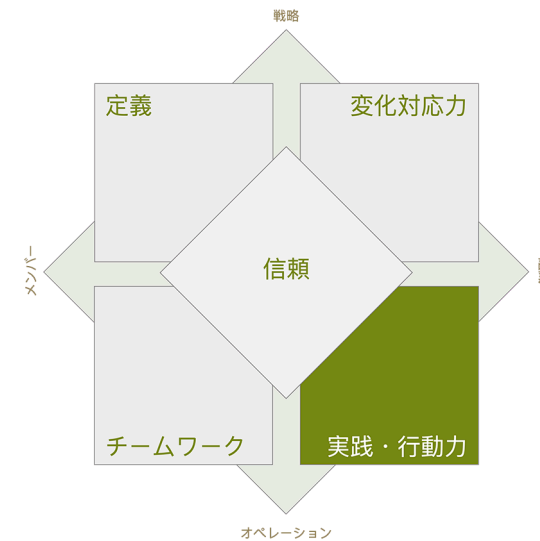 戦略
定義
変化対応力
メンバー
信頼
チームワーク
実践・行動力
オペレーション